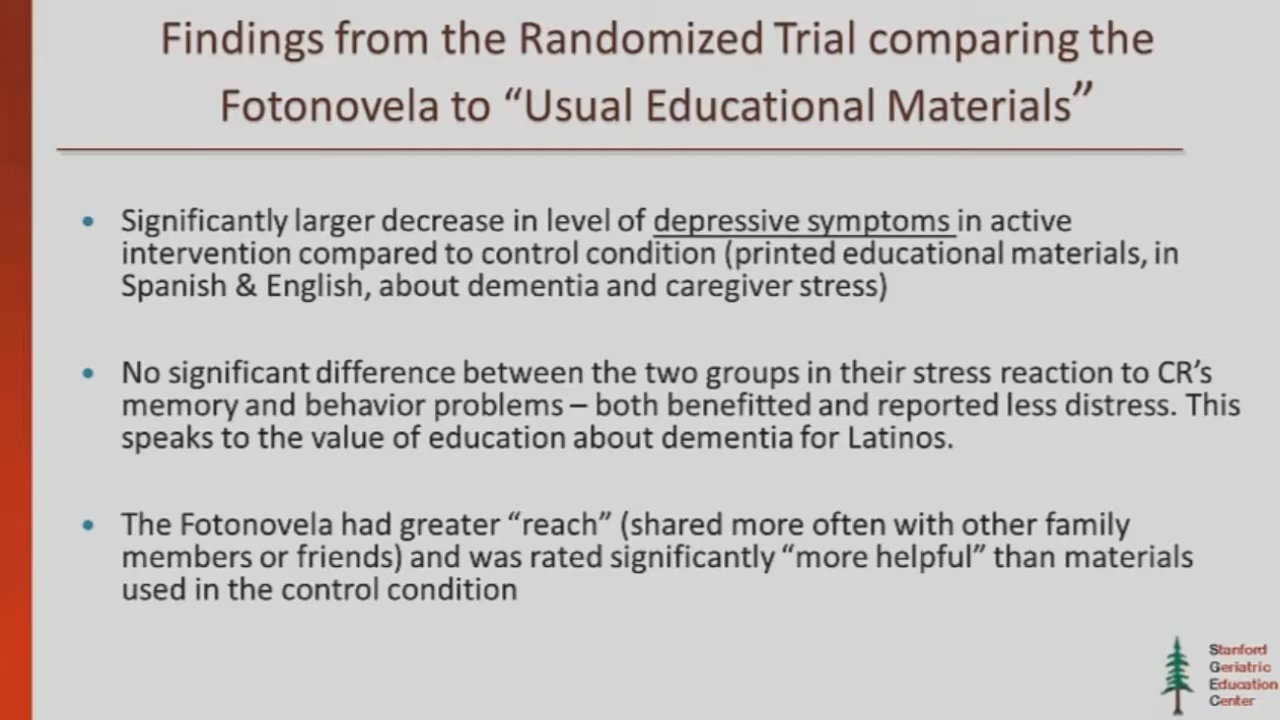 Findings from the Randomized Trial comparing the
Fotonovela to “Usual Educational Materials”
• Significantly larger decrease in level of depressive symptoms in active
intervention compared to control condition (printed educational materials, in
Spanish & English, about dementia and caregiver stress)
• No significant difference between the two groups in their stress reaction to CR’s
memory and behavior problems – both benefitted and reported less distress. This
speaks to the value of education about dementia for Latinos.
• The Fotonovela had greater “reach” (shared more often with other family
members or friends) and was rated significantly “more helpful” than materials
used in the control condition
Stanford
Geriatric
Education
Center